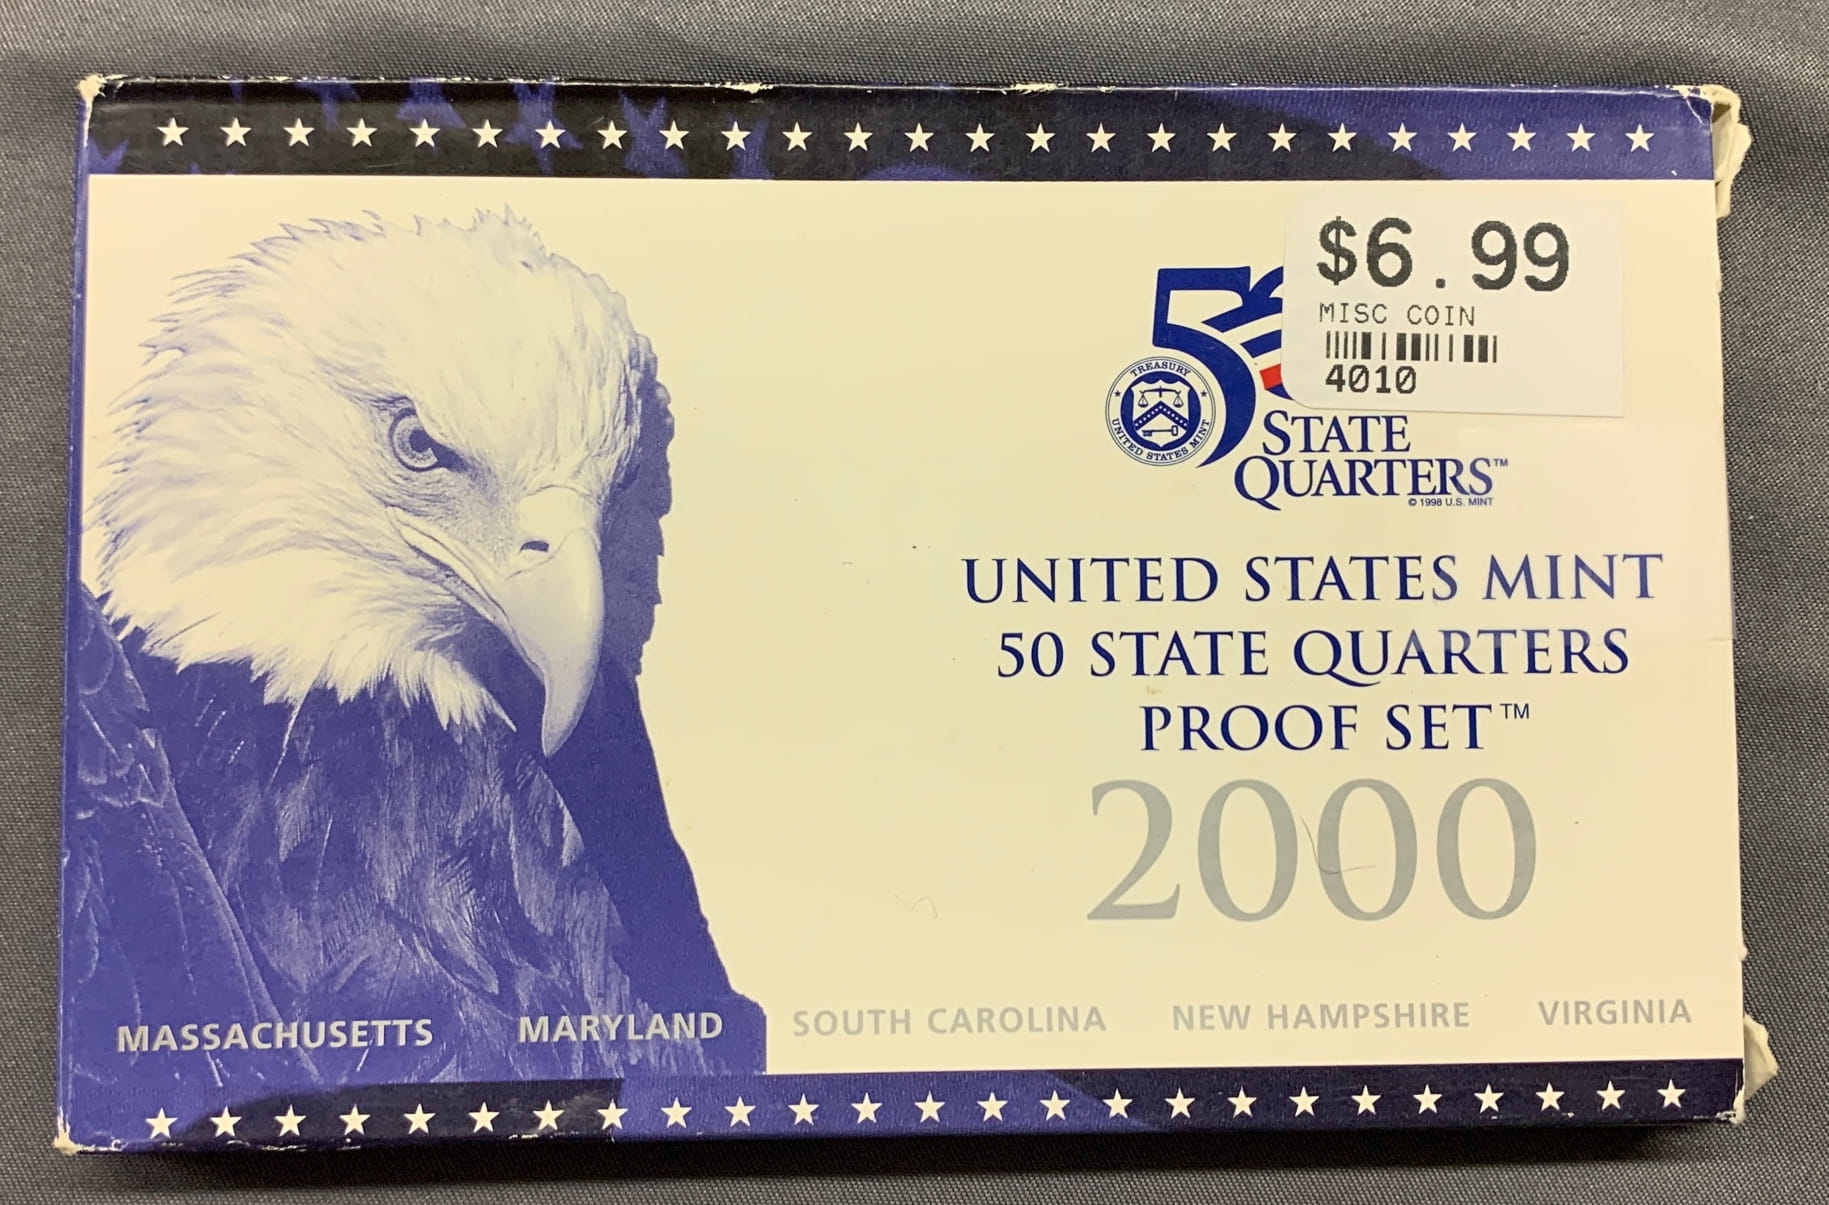 $6.99
MISC COIN
4010
5
TREASURY
UNITED STATES MINT
STATE
QUARTERS™
© 1998 U.S. MINT
UNITED STATES MINT
50 STATE QUARTERS
PROOF SET™
2000
MASSACHUSETTS MARYLAND SOUTH CAROLINA NEW HAMPSHIRE VIRGINIA